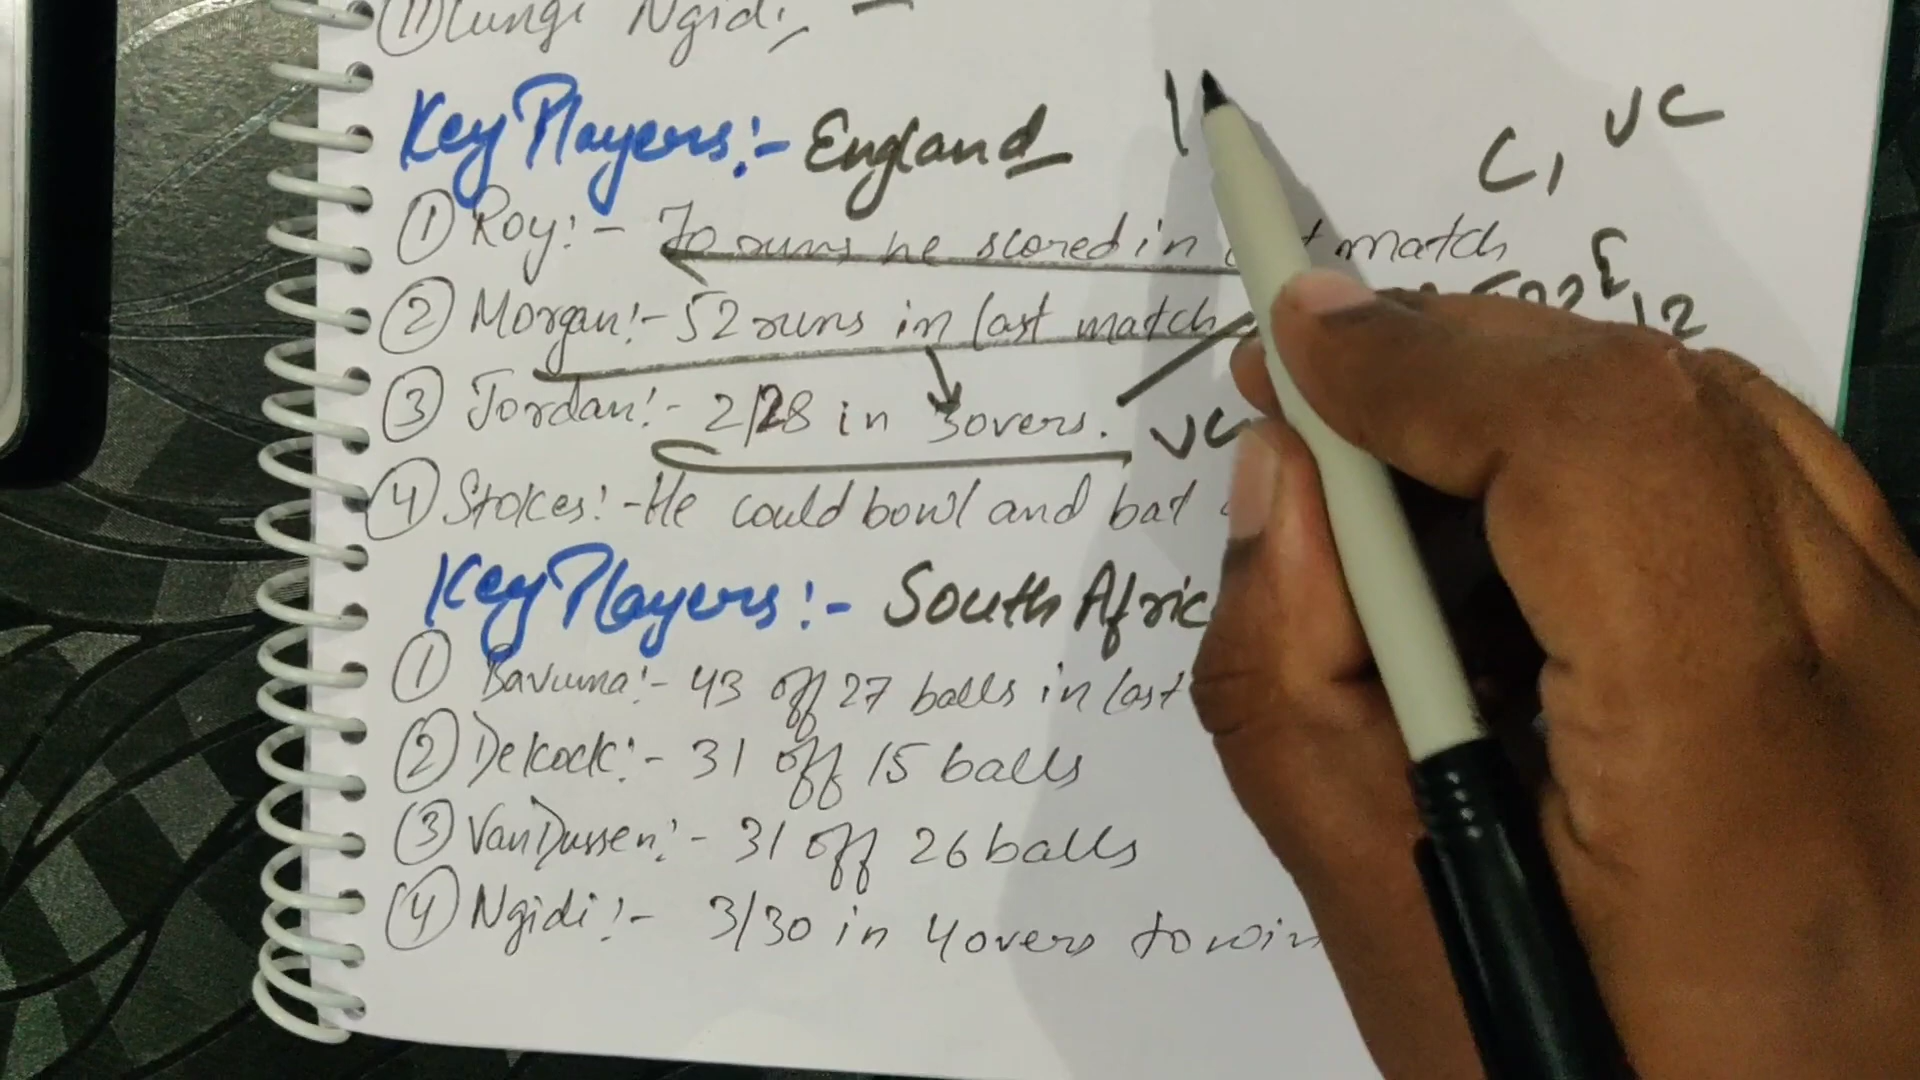 (11) Lungi Ngidi,
Key Players:- England
C, VC
(1) Roy:- 70 runs he scored in match
(2) Morgan:- 52 runs in last match
(3) Jordan:- 2/28 in 3overs.
VC
(4) Stokes:- He could bowl and bat
Key Players:- South Afric
(1) Bavuma:- 43 off 27 balls in last
(2) Dekock:- 31 off 15 balls
(3) VanDussen:- 31 off 26 balls
(4) Ngidi:- 3/30 in 4overs to win